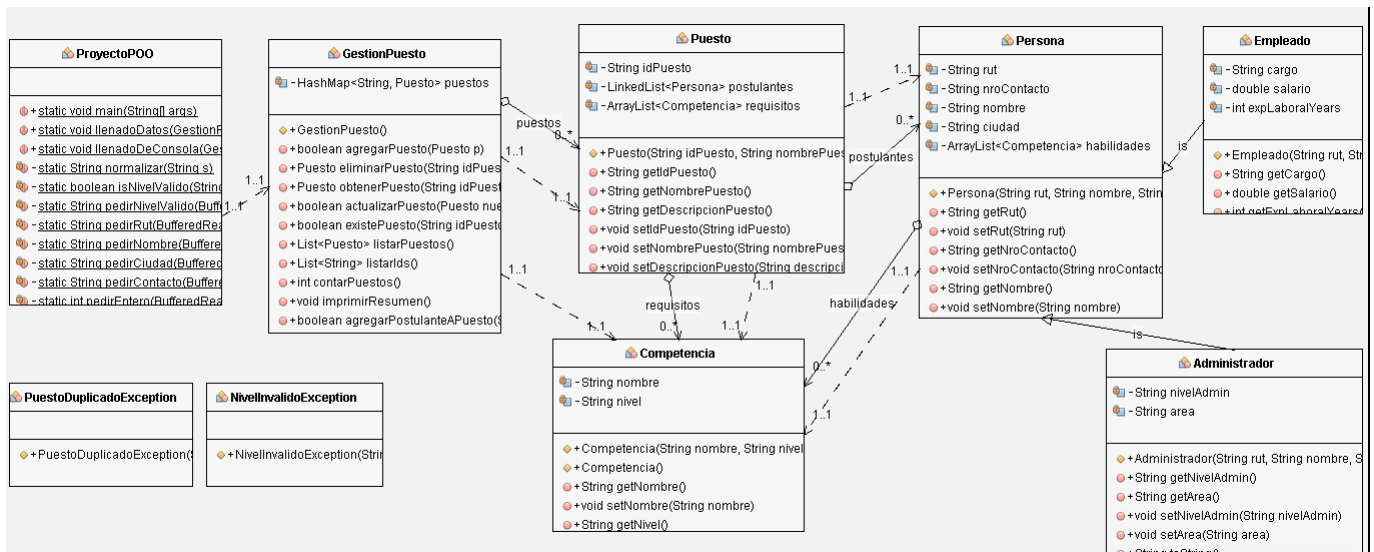 ProyectoPOO
+ static void main(String[] args)
+ static void llenadoDatos(GestionP
+ static void llenadoDeConsola(Ges
- static String normalizar(String s)
- static boolean isNivelValido(String
- static String pedirNivelValido(Buff
- static String pedirRut(BufferedRea
- static String pedirNombre(Buffere
- static String pedirCiudad(Buffered
- static String pedirContacto(Buffere
- static int pedirEntero(BufferedRea
1..1
1..1
GestionPuesto
- HashMap<String, Puesto> puestos
+ GestionPuesto()
+ boolean agregarPuesto(Puesto p)
+ Puesto eliminarPuesto(String idPues
+ Puesto obtenerPuesto(String idPues
+ boolean actualizarPuesto(Puesto nue
+ boolean existePuesto(String idPuesto
+ List<Puesto> listarPuestos()
+ List<String> listarIds()
+ int contarPuestos()
+ void imprimirResumen()
+ boolean agregarPostulanteAPuesto(S
puestos
0..*
1..1
1..1
1..1
1..1
Puesto
- String idPuesto
- LinkedList<Persona> postulantes
- ArrayList<Competencia> requisitos
+ Puesto(String idPuesto, String nombrePues
+ String getIdPuesto()
+ String getNombrePuesto()
+ String getDescripcionPuesto()
+ void setIdPuesto(String idPuesto)
+ void setNombrePuesto(String nombrePues
+ void setDescripcionPuesto(String descripci
1..1
1..1
0..*
postulantes
requisitos
0..*
1..1
1..1
Persona
- String rut
- String nroContacto
- String nombre
- String ciudad
- ArrayList<Competencia> habilidades
+ Persona(String rut, String nombre, Strin
+ String getRut()
+ void setRut(String rut)
+ String getNroContacto()
+ void setNroContacto(String nroContacto
+ String getNombre()
+ void setNombre(String nombre)
1..1
habilidades
0..*
1..1
is
Empleado
- String cargo
- double salario
- int expLaboralYears
+ Empleado(String rut, Str
+ String getCargo()
+ double getSalario()
+ int getExpLaboralYears(
is
Competencia
- String nombre
- String nivel
+ Competencia(String nombre, String nivel
+ Competencia()
+ String getNombre()
+ void setNombre(String nombre)
+ String getNivel()
Administrador
- String nivelAdmin
- String area
+ Administrador(String rut, String nombre, S
+ String getNivelAdmin()
+ String getArea()
+ void setNivelAdmin(String nivelAdmin)
+ void setArea(String area)
+ String toString()
PuestoDuplicadoException
+ PuestoDuplicadoException(S
NivelInvalidoException
+ NivelInvalidoException(Strin